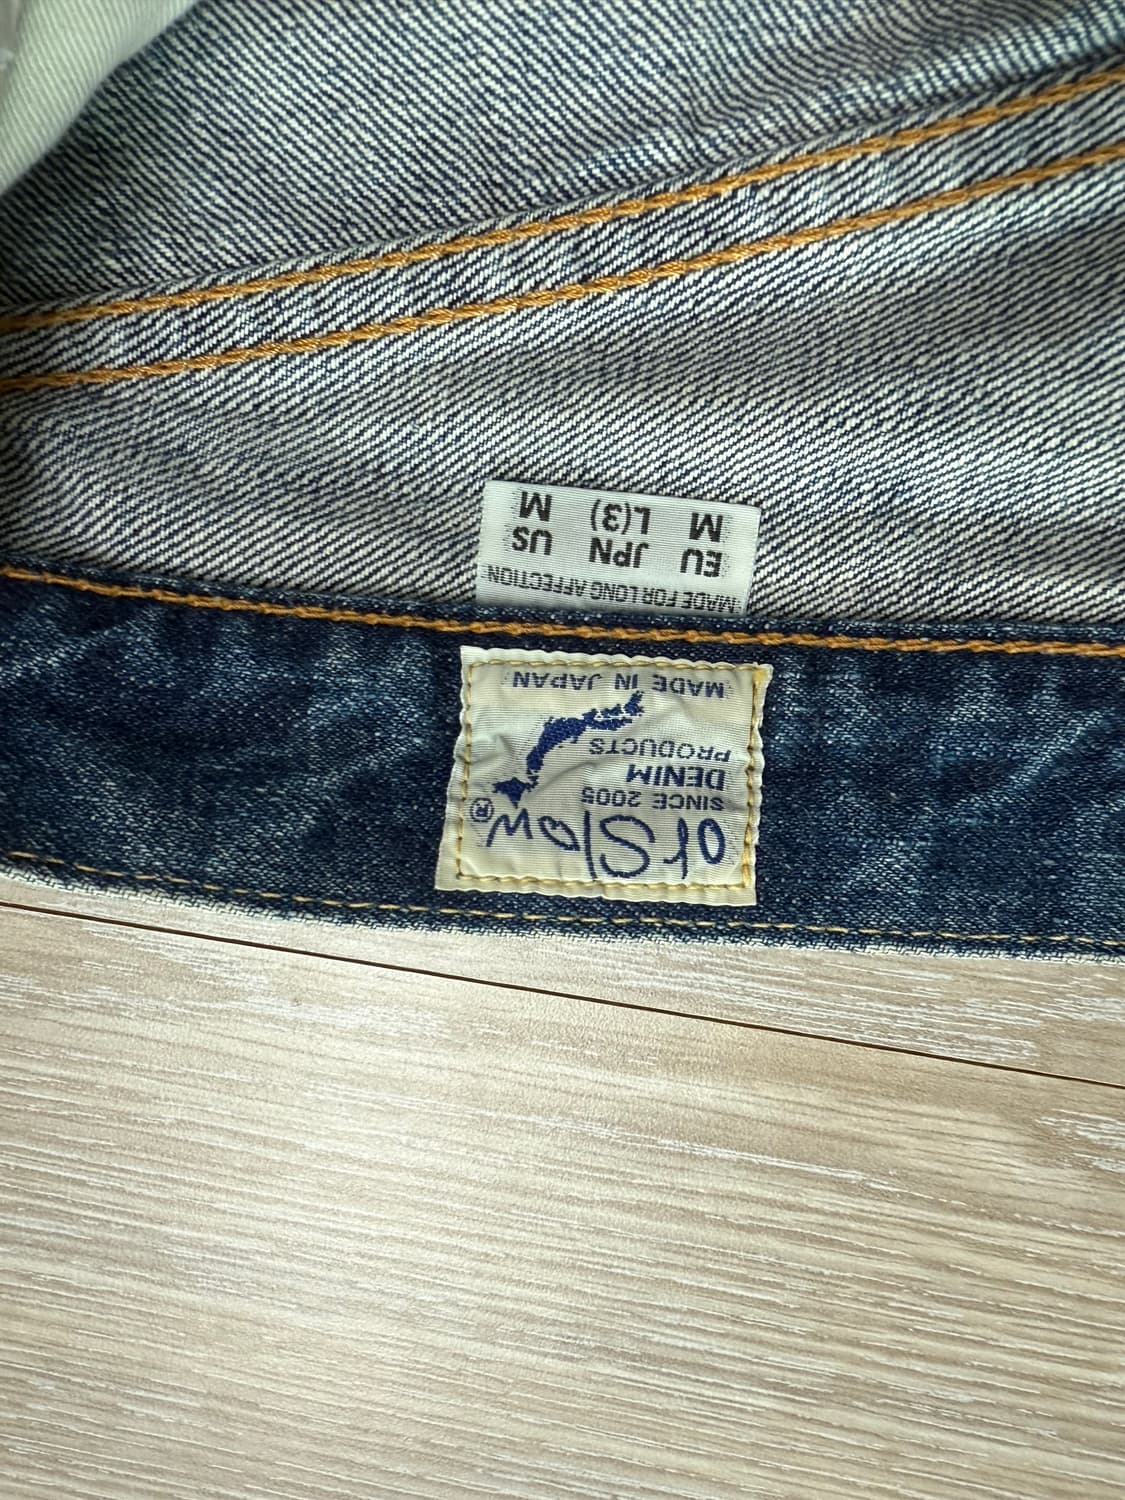 orSlow®
SINCE 2005
DENIM
PRODUCTS
MADE IN JAPAN
MADE FOR LONG AFFECTION
EU JPN US
M L(3) M